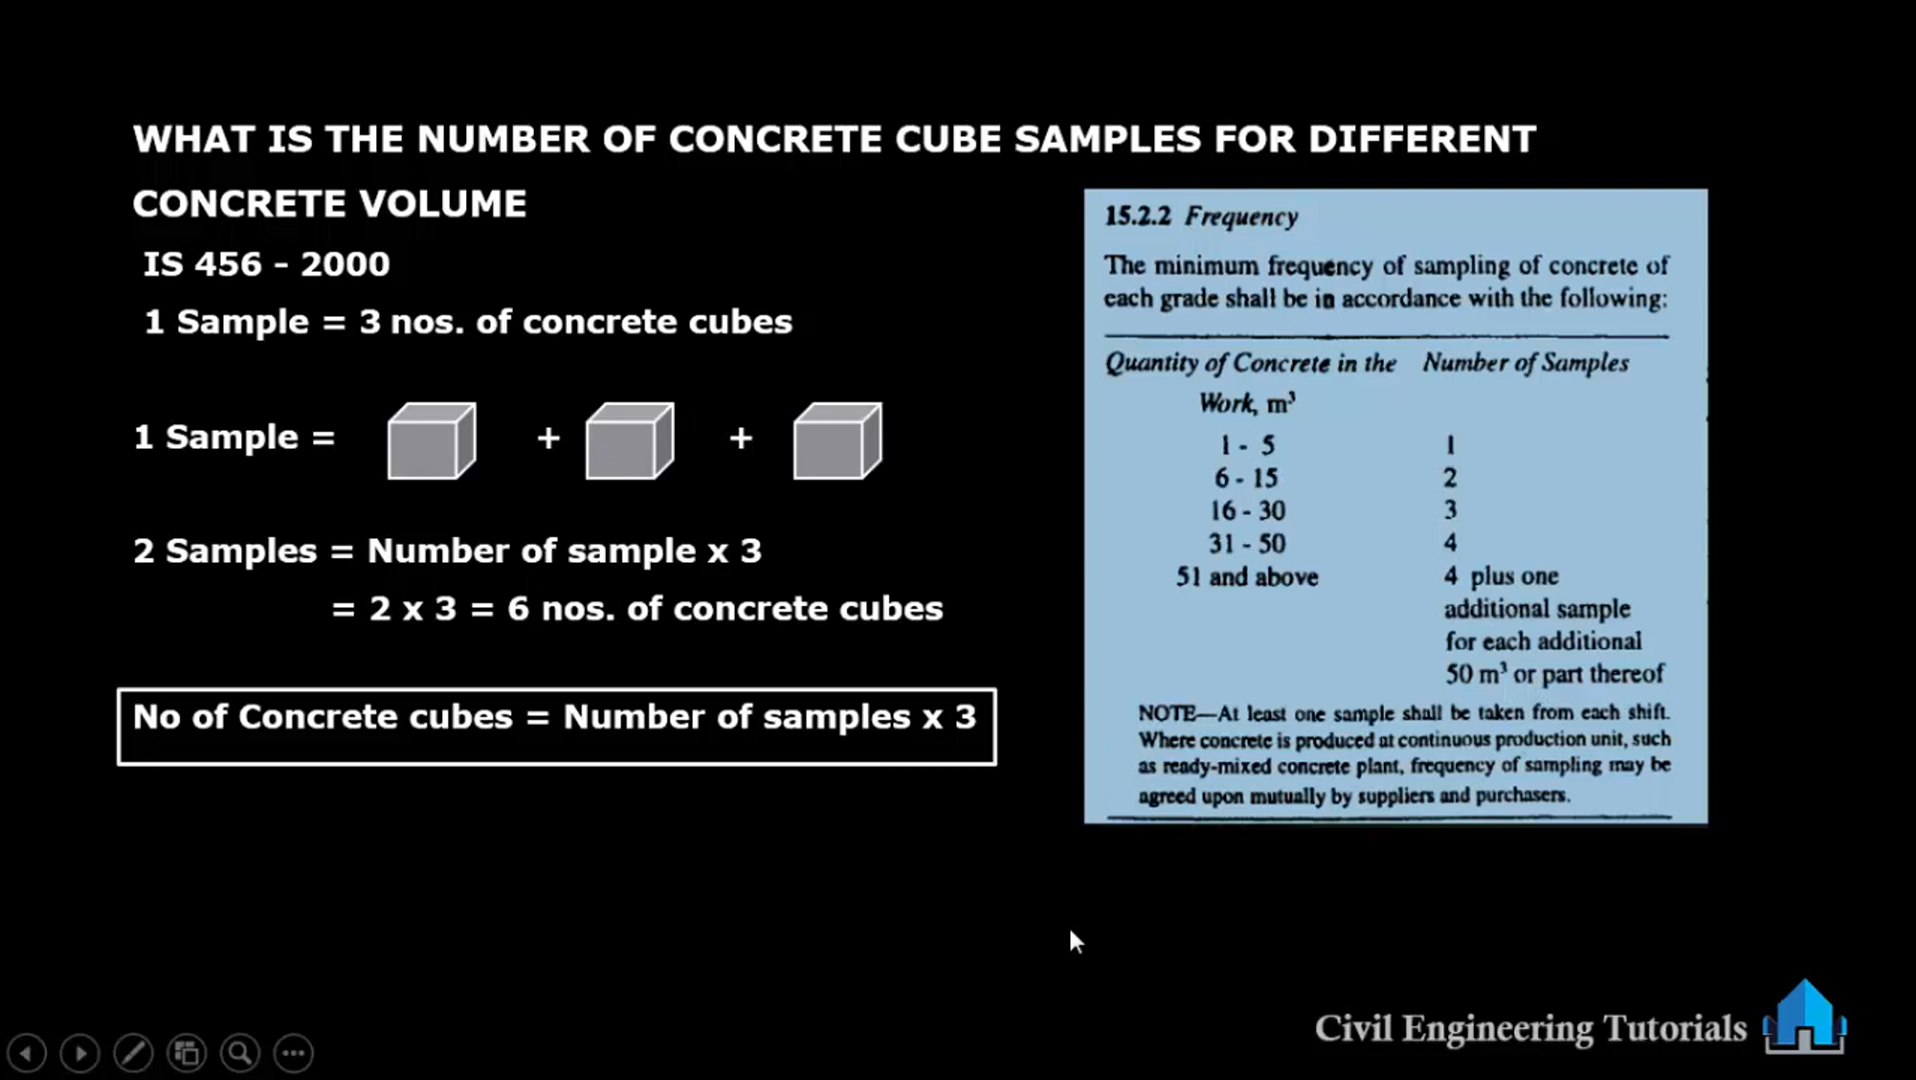 WHAT IS THE NUMBER OF CONCRETE CUBE SAMPLES FOR DIFFERENT
CONCRETE VOLUME
IS 456 - 2000
1 Sample = 3 nos. of concrete cubes
1 Sample = + +
2 Samples = Number of sample x 3
= 2 x 3 = 6 nos. of concrete cubes
No of Concrete cubes = Number of samples x 3
15.2.2 Frequency
The minimum frequency of sampling of concrete of
each grade shall be in accordance with the following:
Quantity of Concrete in the Number of Samples
Work, m³
1 - 5 1
6 - 15 2
16 - 30 3
31 - 50 4
51 and above 4 plus one
additional sample
for each additional
50 m³ or part thereof
NOTE—At least one sample shall be taken from each shift.
Where concrete is produced at continuous production unit, such
as ready-mixed concrete plant, frequency of sampling may be
agreed upon mutually by suppliers and purchasers.
Civil Engineering Tutorials